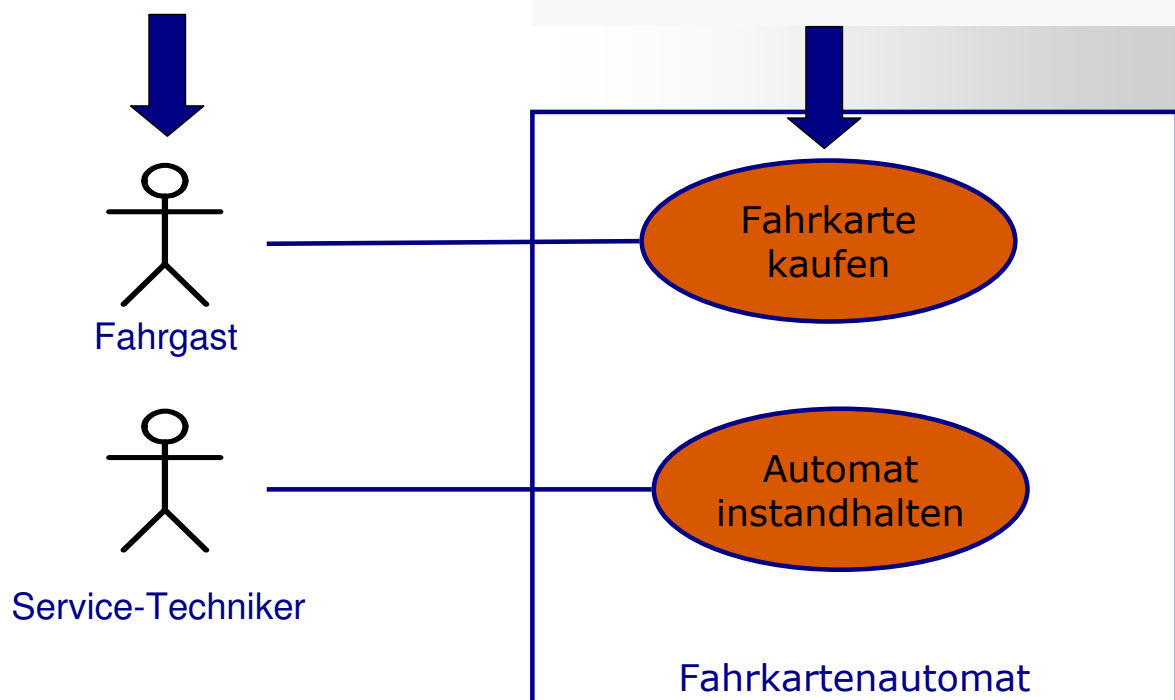 Fahrkarte
kaufen
Fahrgast
Automat
instandhalten
Service-Techniker
Fahrkartenautomat